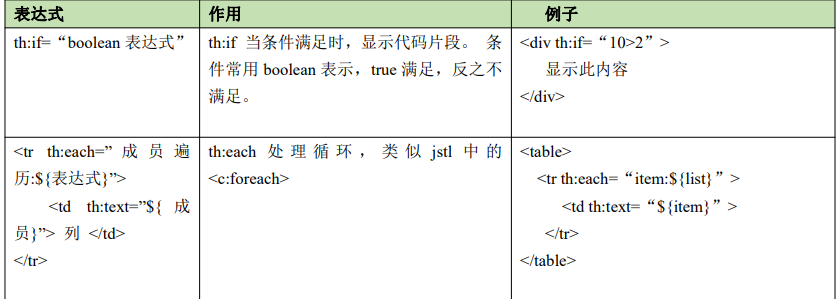 表达式 作用 例子
th:if=“boolean 表达式”
th:if 当条件满足时，显示代码片段。 条
件常用 boolean 表示，true 满足，反之不
满足。
<div th:if=“10>2”>
显示此内容
</div>
<tr th:each=” 成 员 遍
历:${表达式}”>
<td th:text=”${ 成
员}”> 列 </td>
</tr>
th:each 处 理 循 环 ， 类 似 jstl 中 的
<c:foreach>
<table>
<tr th:each=“item:${list}”>
<td th:text=“${item}”>
</tr>
</table>